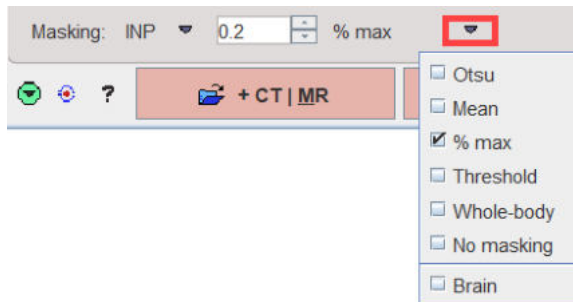 Masking: INP 0.2 % max
? + CT | MR
Otsu
Mean
% max
Threshold
Whole-body
No masking
Brain